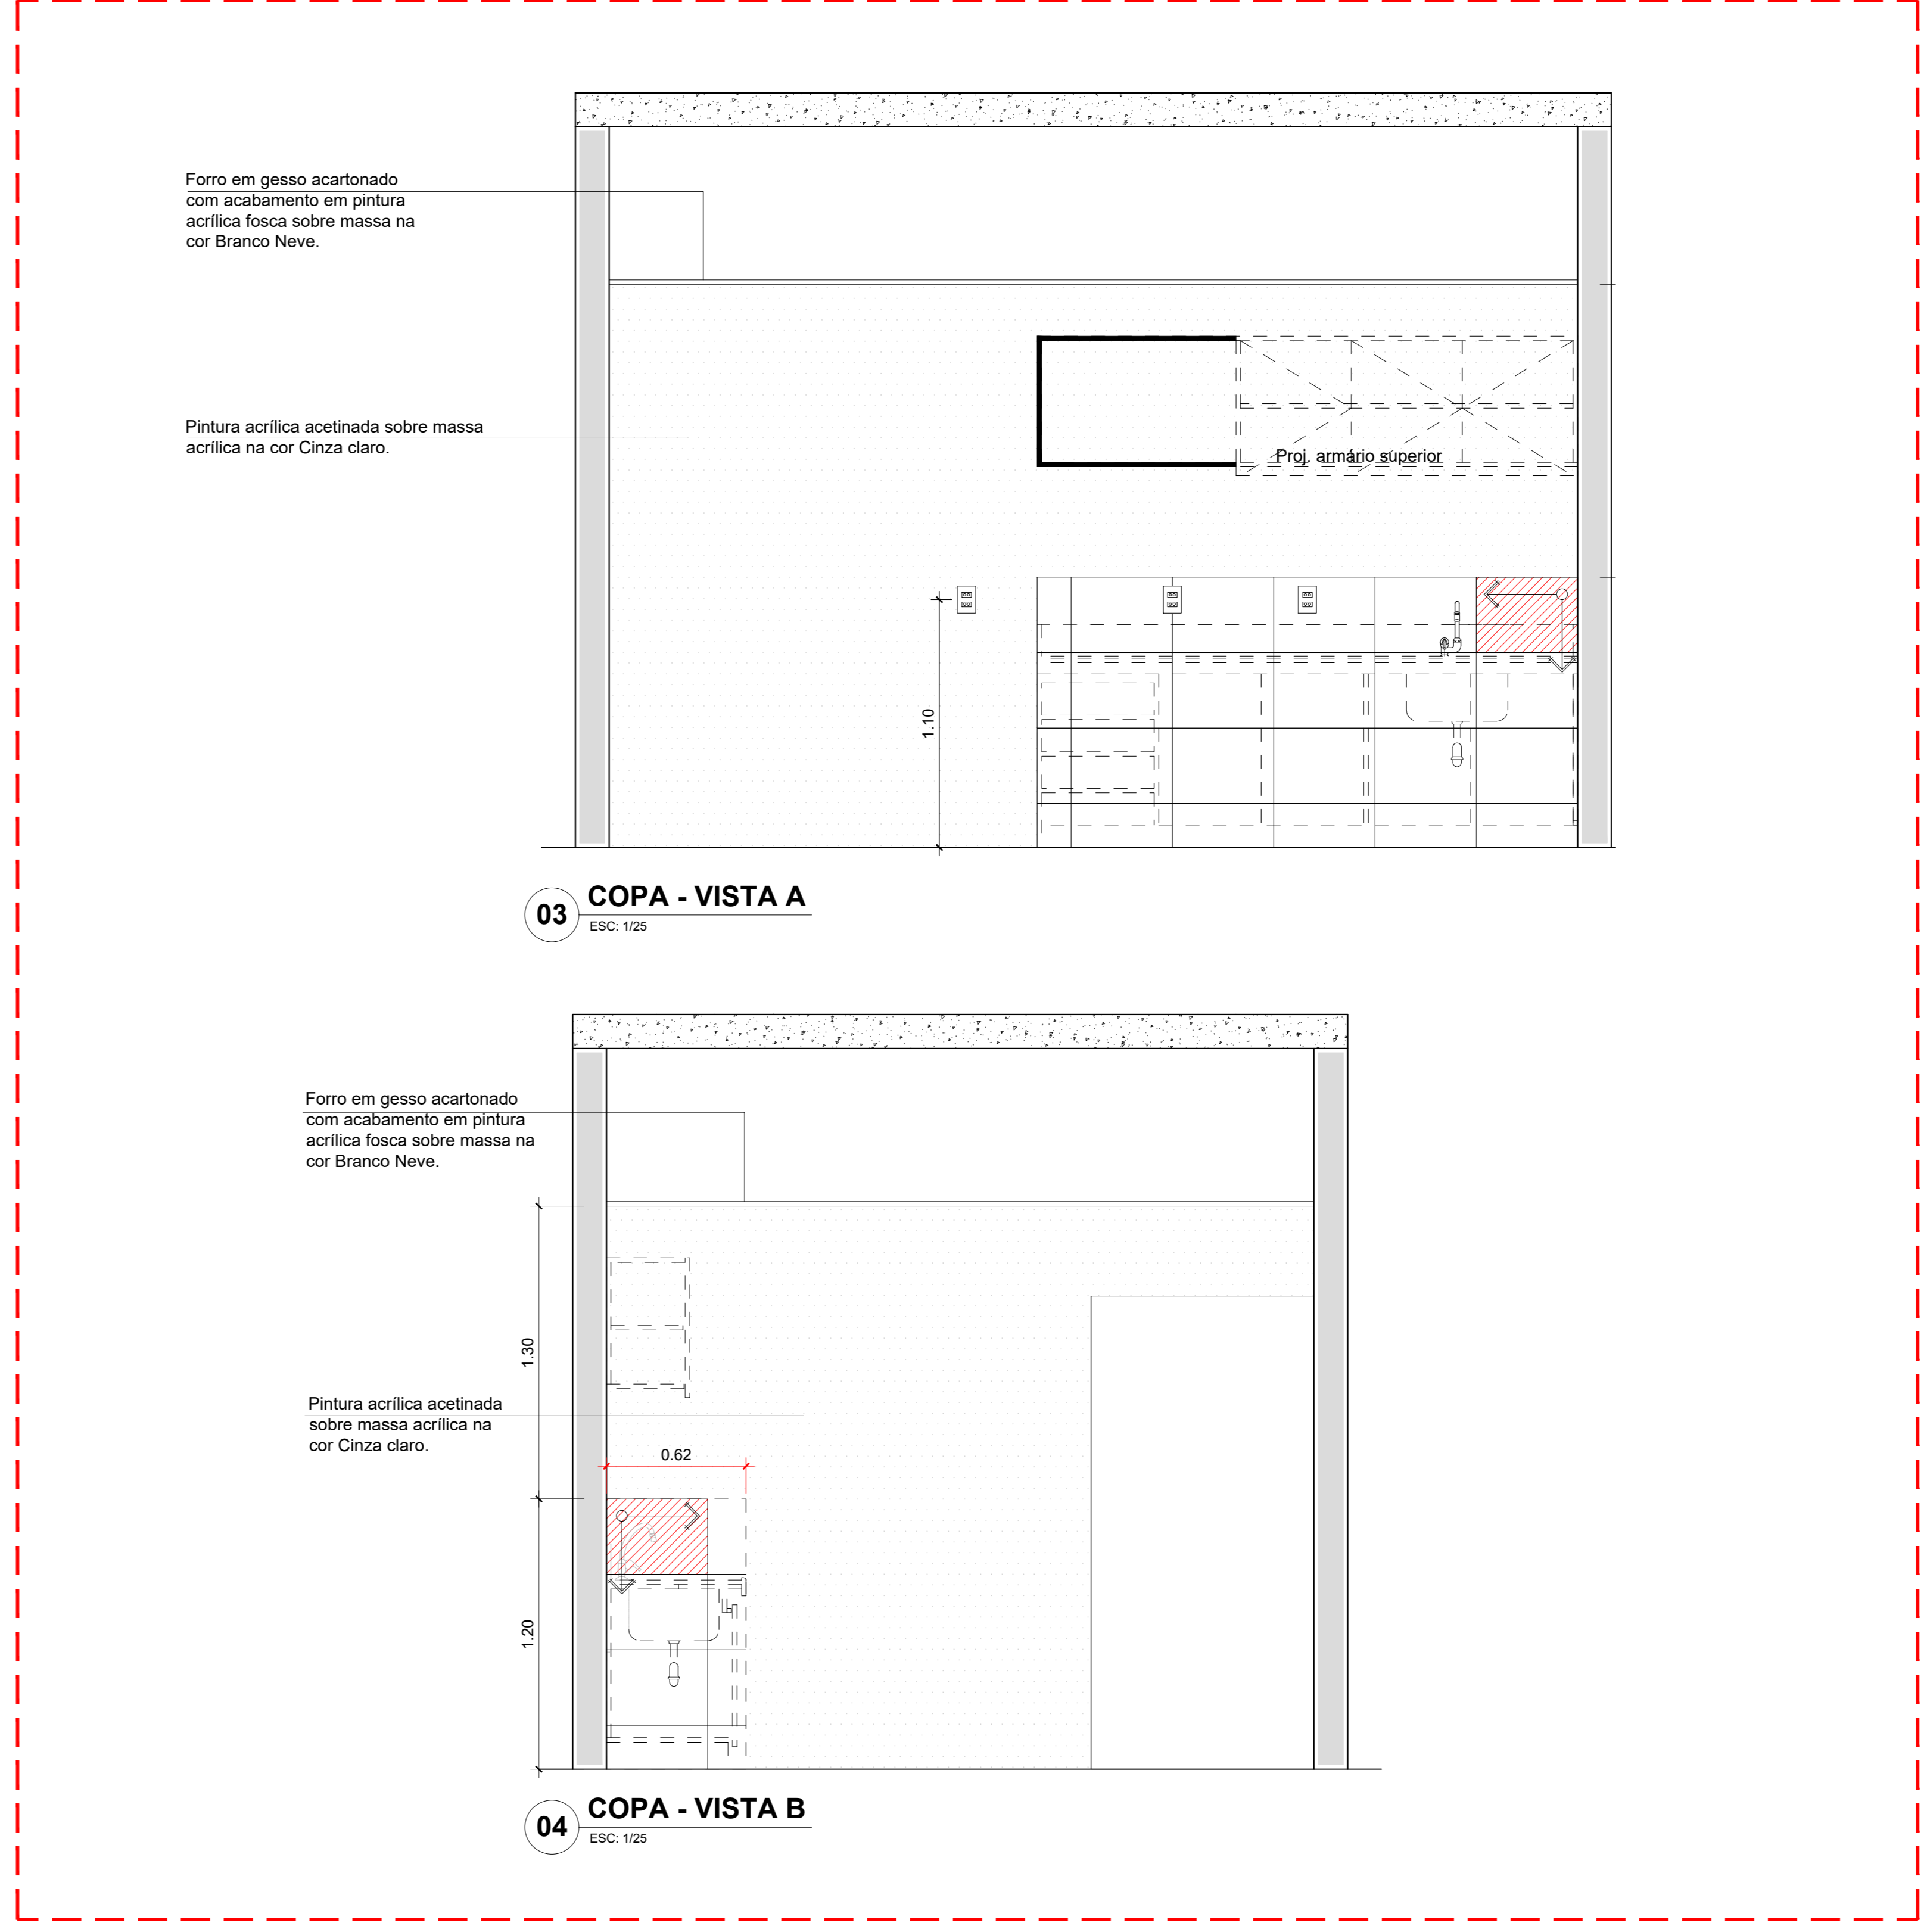 Forro em gesso acartonado
com acabamento em pintura
acrílica fosca sobre massa na
cor Branco Neve.
Pintura acrílica acetinada sobre massa
acrílica na cor Cinza claro.
Proj. armário superior
1.10
03
COPA - VISTA A
ESC: 1/25
Forro em gesso acartonado
com acabamento em pintura
acrílica fosca sobre massa na
cor Branco Neve.
1.30
Pintura acrílica acetinada
sobre massa acrílica na
cor Cinza claro.
0.62
1.20
04
COPA - VISTA B
ESC: 1/25